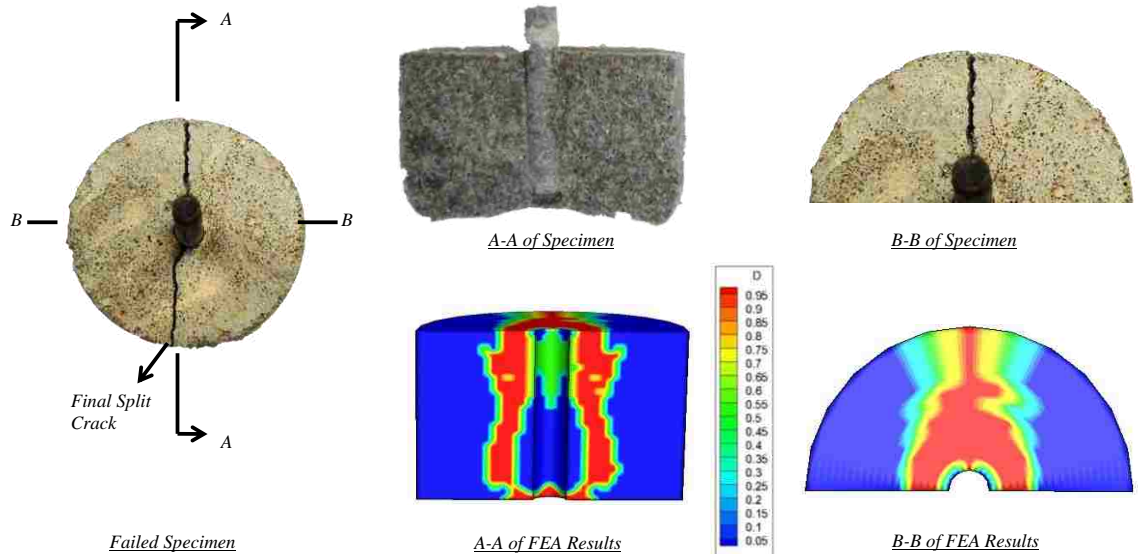 A
B
B
Final Split
Crack
A
Failed Specimen
A-A of Specimen
B-B of Specimen
A-A of FEA Results
D
0.95
0.9
0.85
0.8
0.75
0.7
0.65
0.6
0.55
0.5
0.45
0.4
0.35
0.3
0.25
0.2
0.15
0.1
0.05
B-B of FEA Results